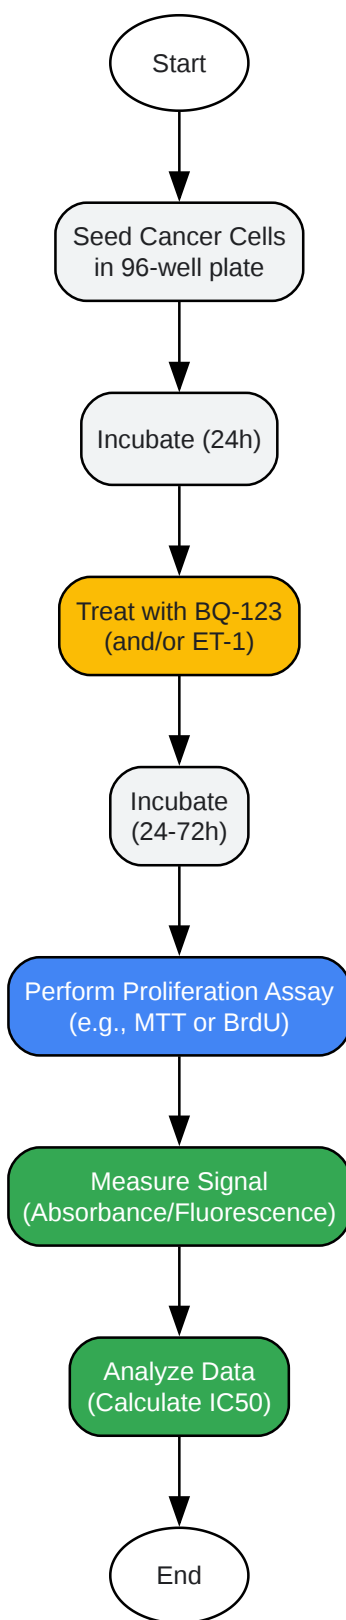 Start
Seed Cancer Cells
in 96-well plate
Incubate (24h)
Treat with BQ-123
(and/or ET-1)
Incubate
(24-72h)
Perform Proliferation Assay
(e.g., MTT or BrdU)
Measure Signal
(Absorbance/Fluorescence)
Analyze Data
(Calculate IC50)
End